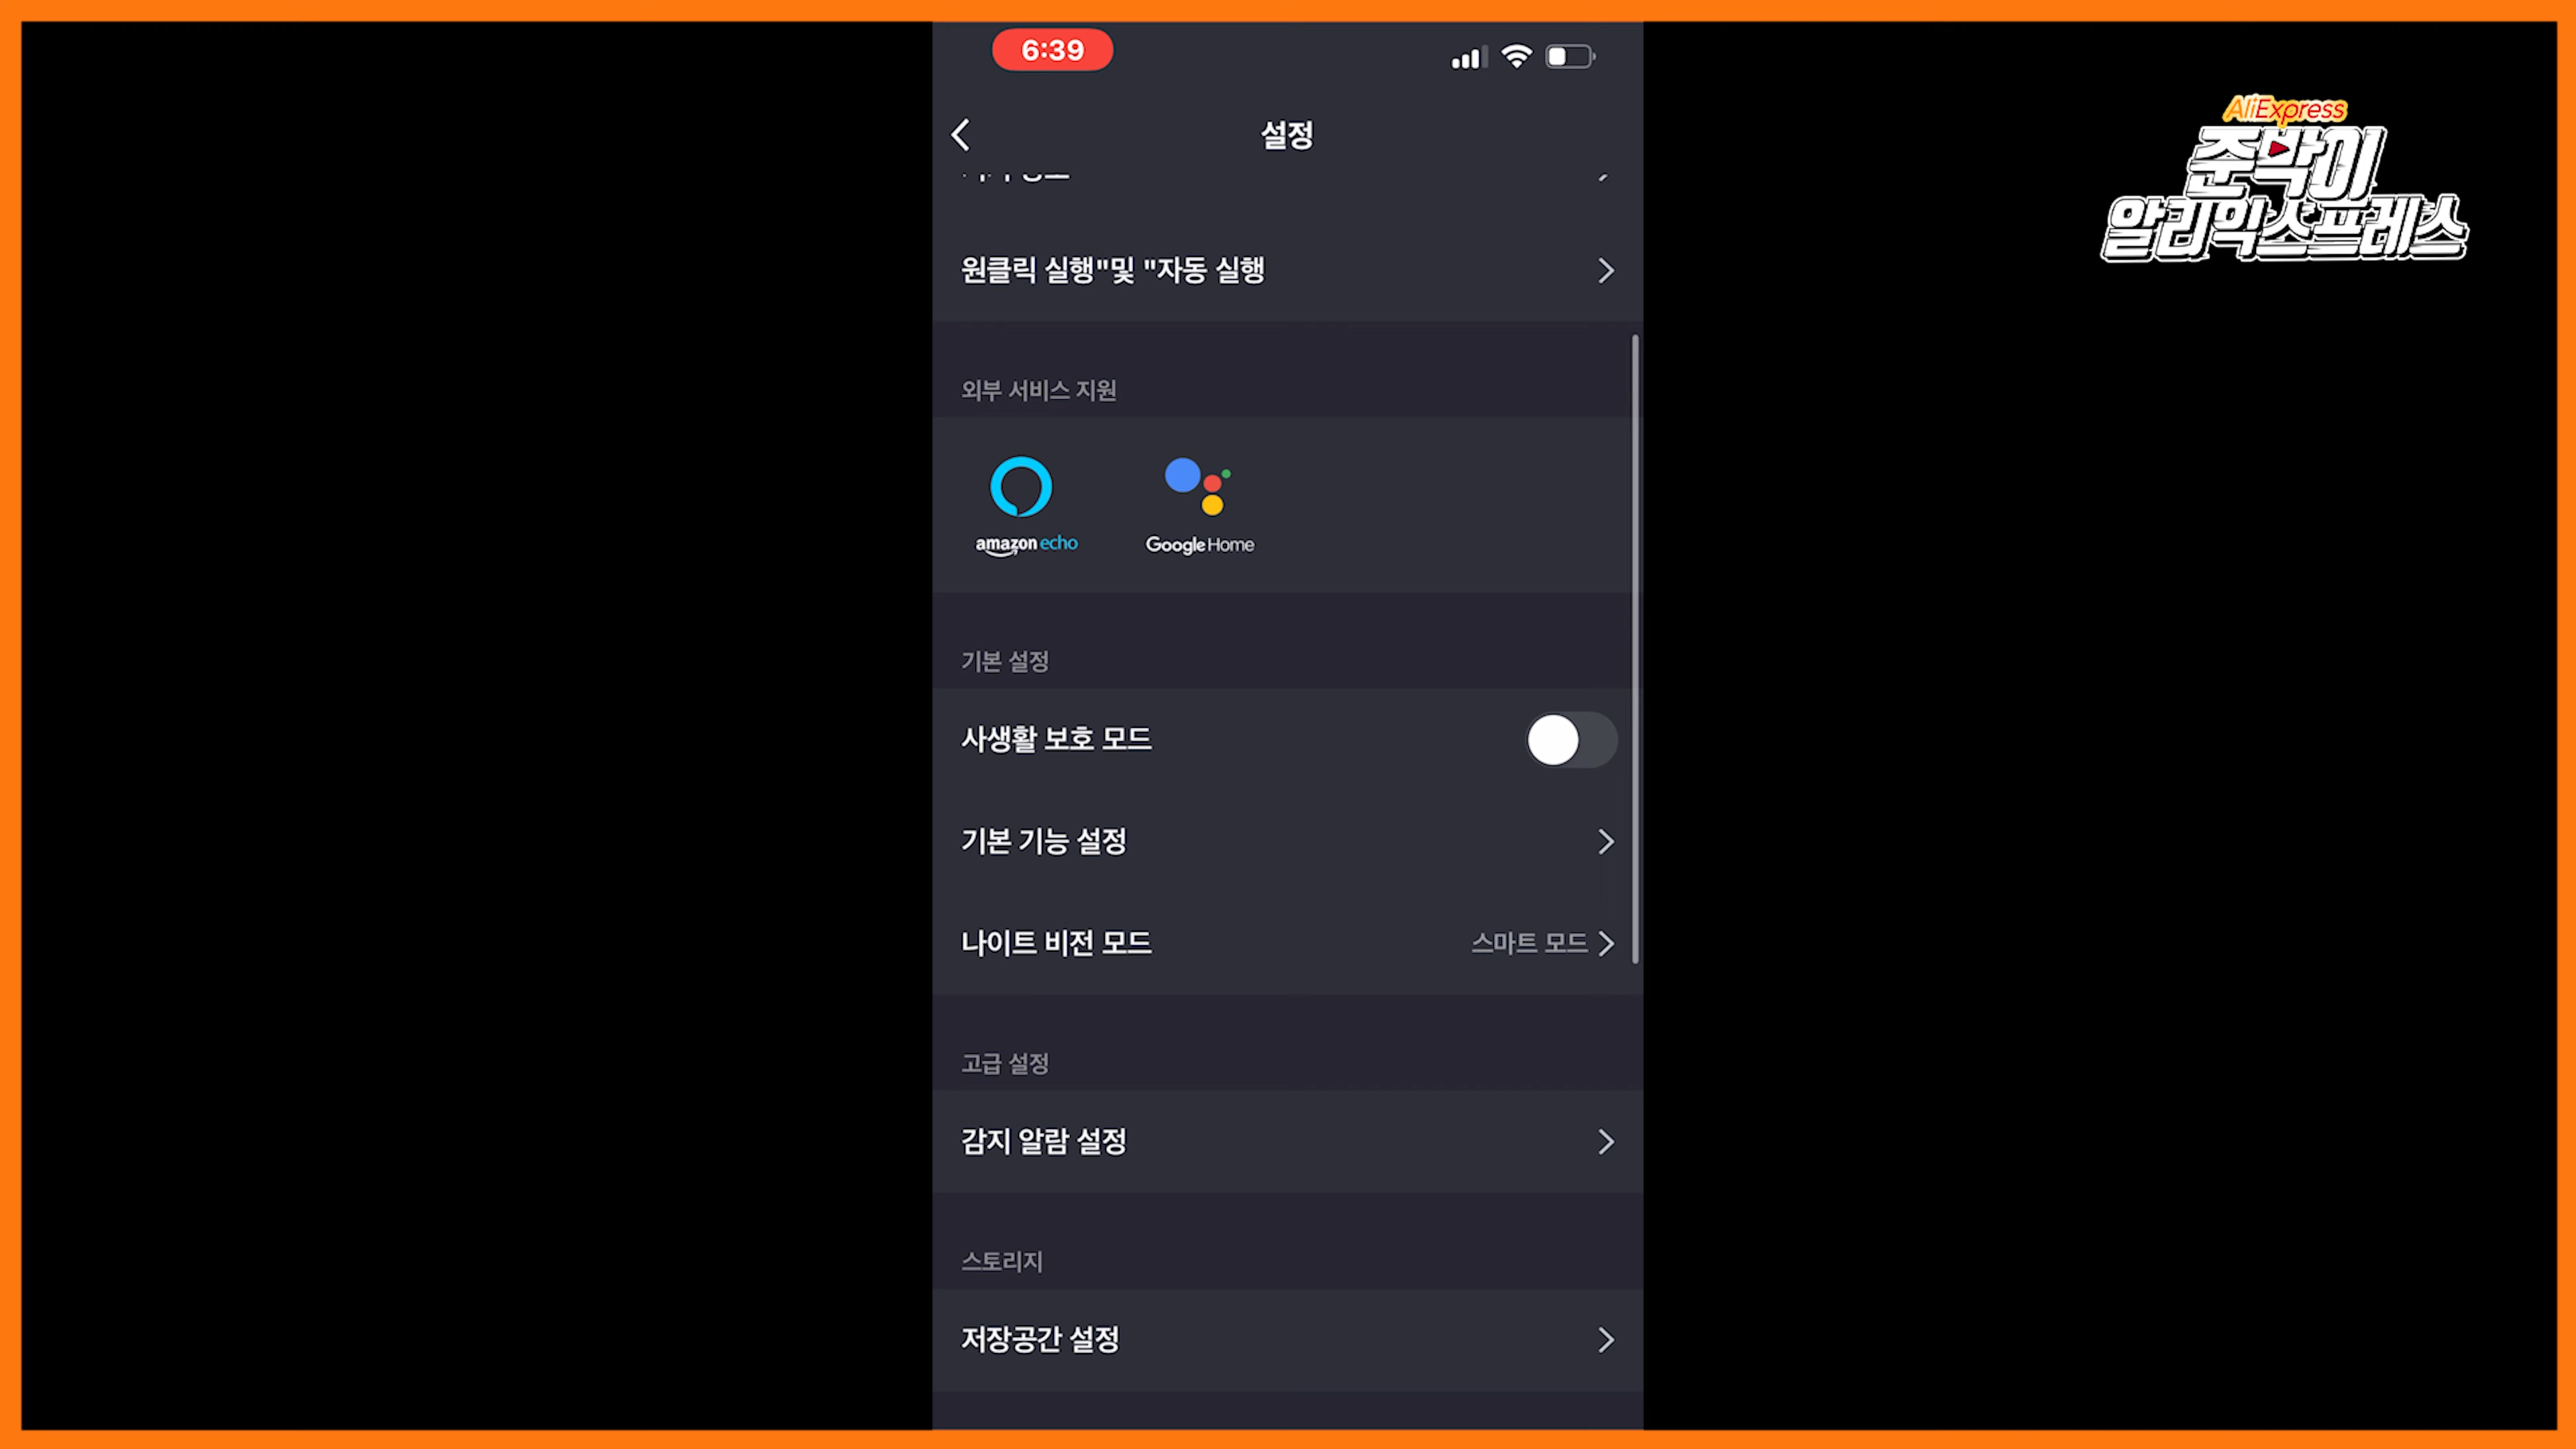 6:39
설정
AliExpress
준박이
알리익스프레스
원클릭 실행"및 "자동 실행
외부 서비스 지원
amazon echo
Google Home
기본 설정
사생활 보호 모드
기본 기능 설정
나이트 비전 모드
스마트 모드
고급 설정
감지 알람 설정
스토리지
저장공간 설정